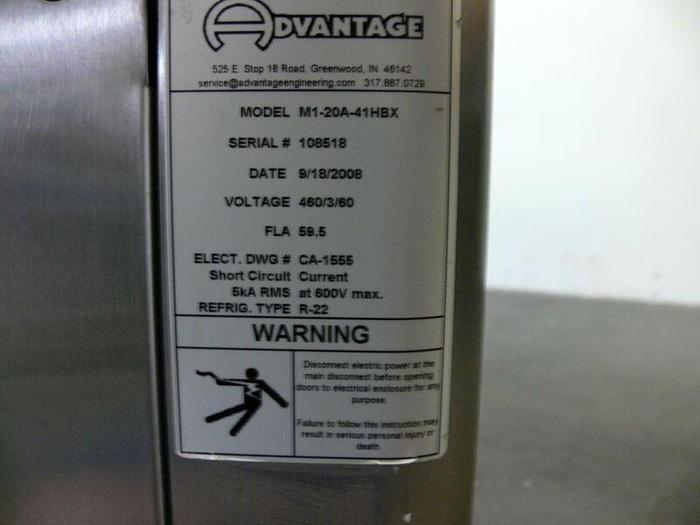 ADVANTAGE
525 E. Stop 18 Road, Greenwood, IN 46142
service@advantageengineering.com 317.887.0729
MODEL M1-20A-41HBX
SERIAL # 108518
DATE 9/18/2008
VOLTAGE 460/3/60
FLA 59.5
ELECT. DWG # CA-1555
Short Circuit Current
5kA RMS at 600V max.
REFRIG. TYPE R-22
WARNING
Disconnect electric power at the
main disconnect before opening
doors to electrical enclosure for any
purpose.
Failure to follow this instruction may
result in serious personal injury or
death.